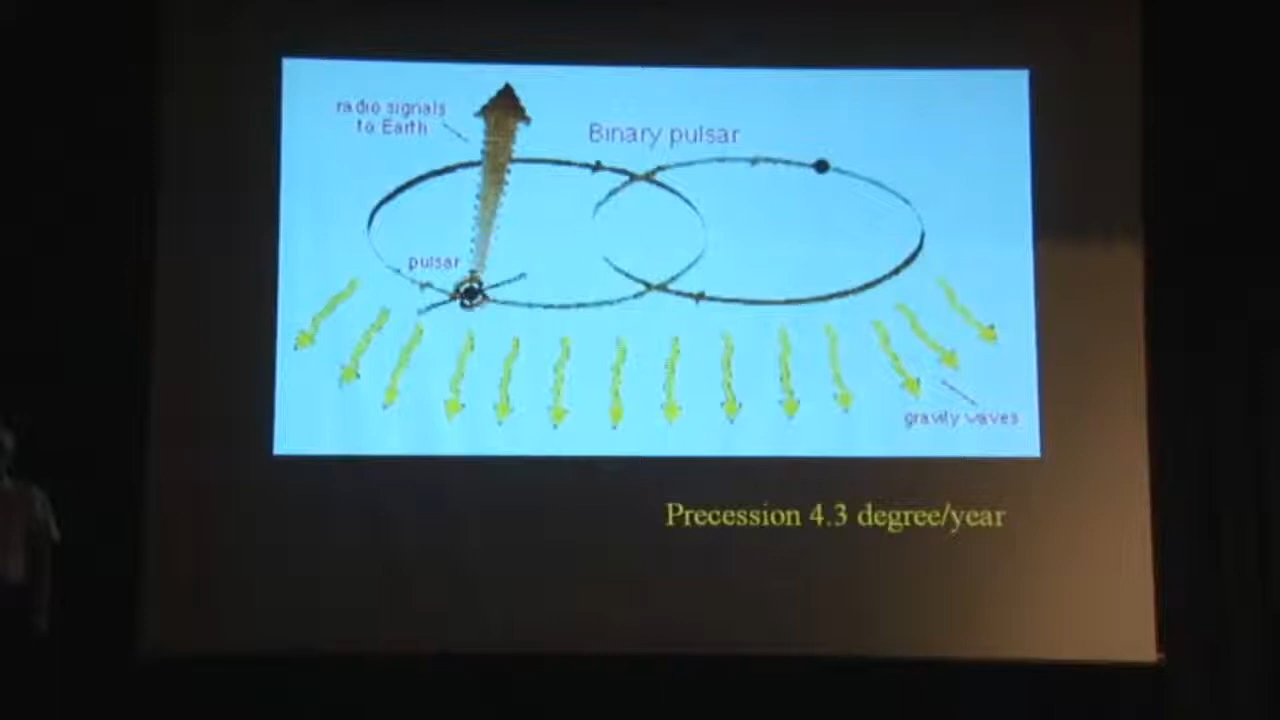 radio signals
to Earth
Binary pulsar
pulsar
gravity waves
Precession 4.3 degree/year